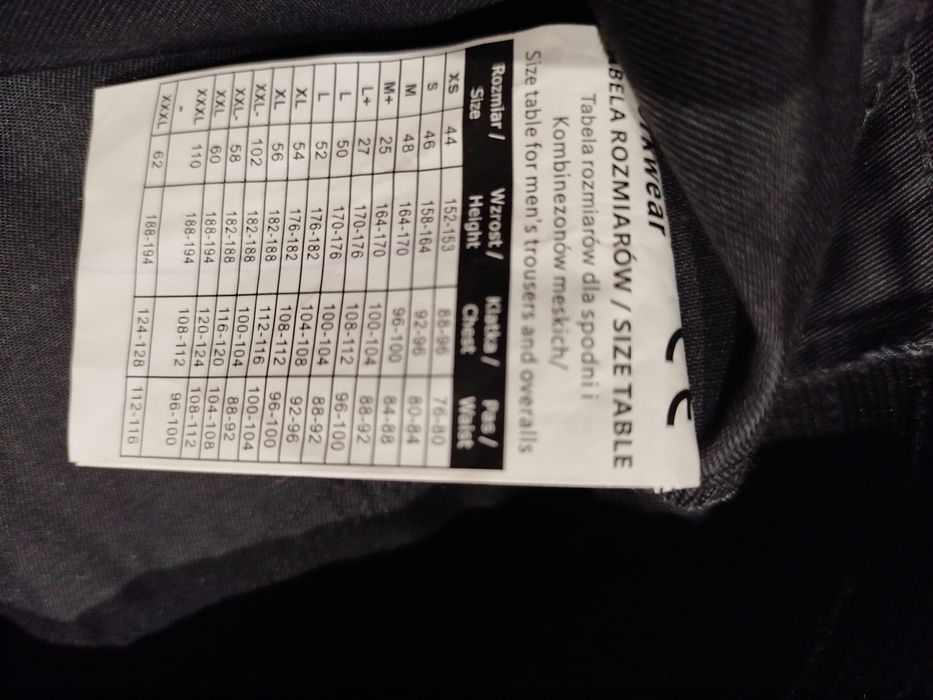 kwear
ABELA ROZMIARÓW / SIZE TABLE
Tabela rozmiarów dla spodni i
Kombinezonów męskich/
Size table for men's trousers and overalls
Rozmiar / Size Wzrost / Height Klatka / Chest Pas / Waist
XS 44 152-153 88-96 76-80
S 46 158-164 92-96 80-84
M 48 164-170 96-100 84-88
M+ 25 164-170 100-104 88-92
L+ 27 170-176 108-112 96-100
L 50 170-176 100-104 88-92
L 52 176-182 104-108 92-96
XL 54 176-182 108-112 96-100
XL 56 182-188 112-116 100-104
XXL- 102 182-188 100-104 88-92
XXL- 58 182-188 116-120 104-108
XXL 60 188-194 120-124 108-112
XXXL - 110 188-194 108-112 96-100
XXXL 62 188-194 124-128 112-116